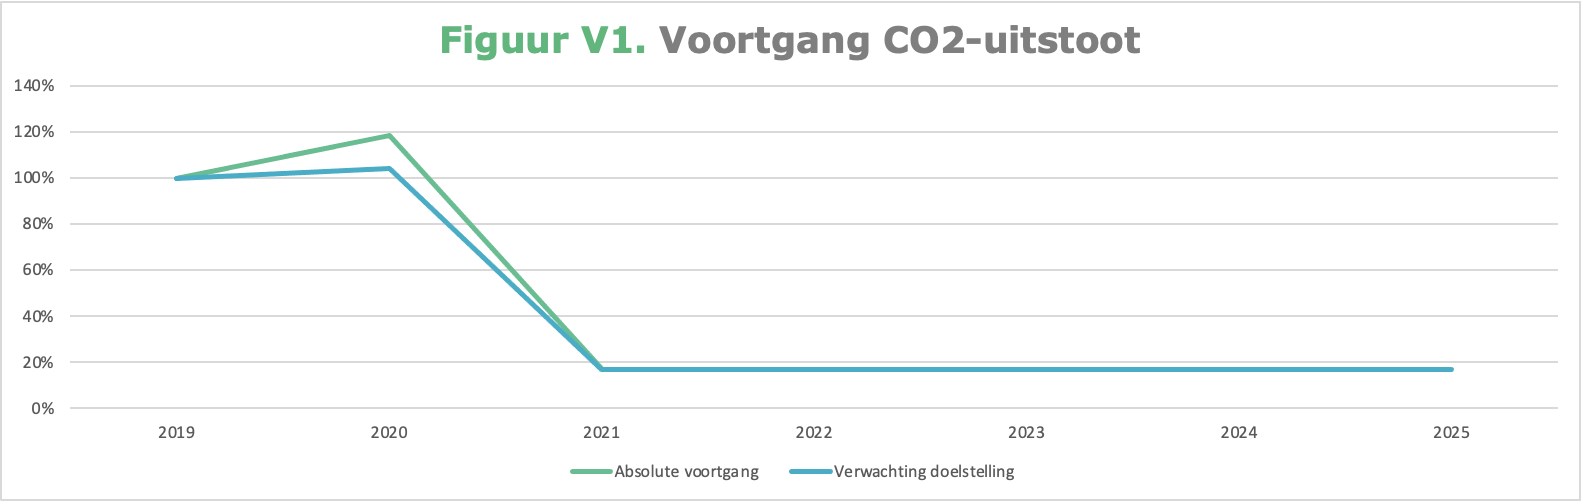 Figuur V1. Voortgang CO2-uitstoot
140%
120%
100%
80%
60%
40%
20%
0%
2019 2020 2021 2022 2023 2024 2025
Absolute voortgang Verwachting doelstelling